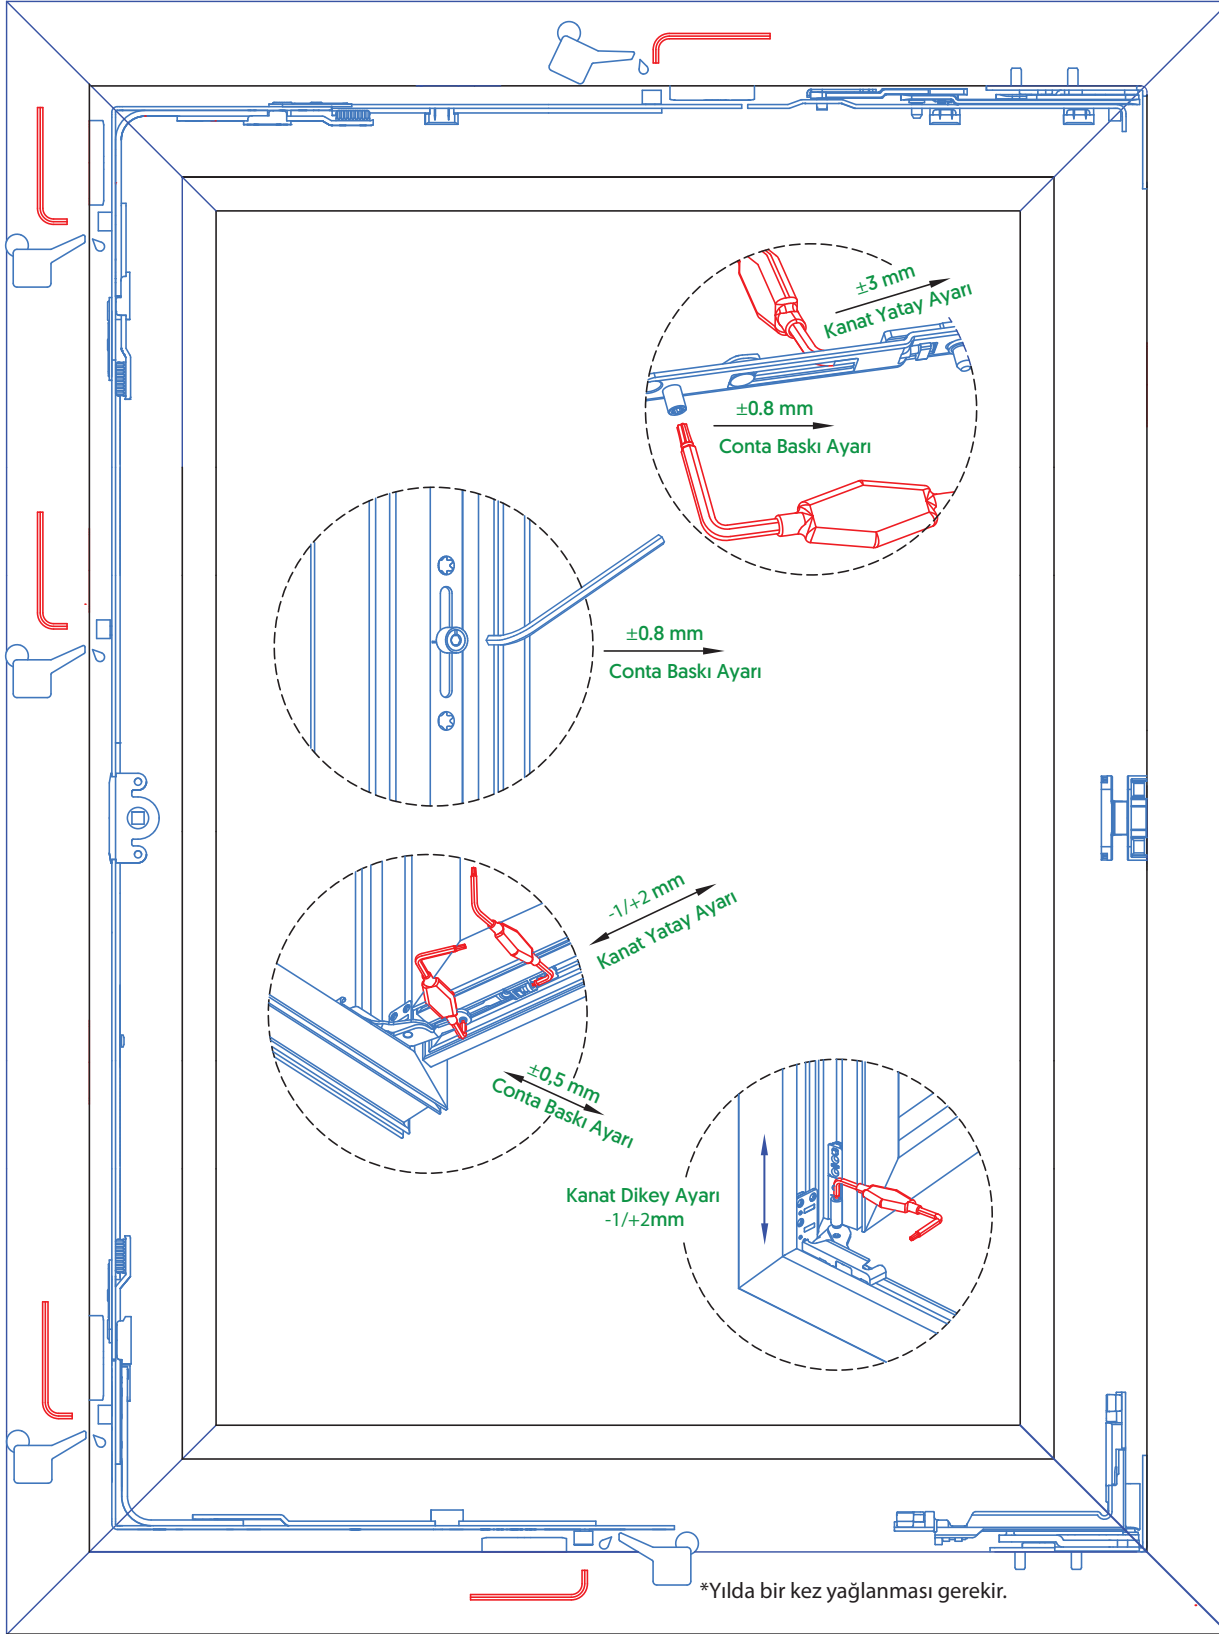 ±3 mm
Kanat Yatay Ayarı
±0.8 mm
Conta Baskı Ayarı
±0.8 mm
Conta Baskı Ayarı
-1/+2 mm
Kanat Yatay Ayarı
±0,5 mm
Conta Baskı Ayarı
Kanat Dikey Ayarı
-1/+2mm
*Yılda bir kez yağlanması gerekir.